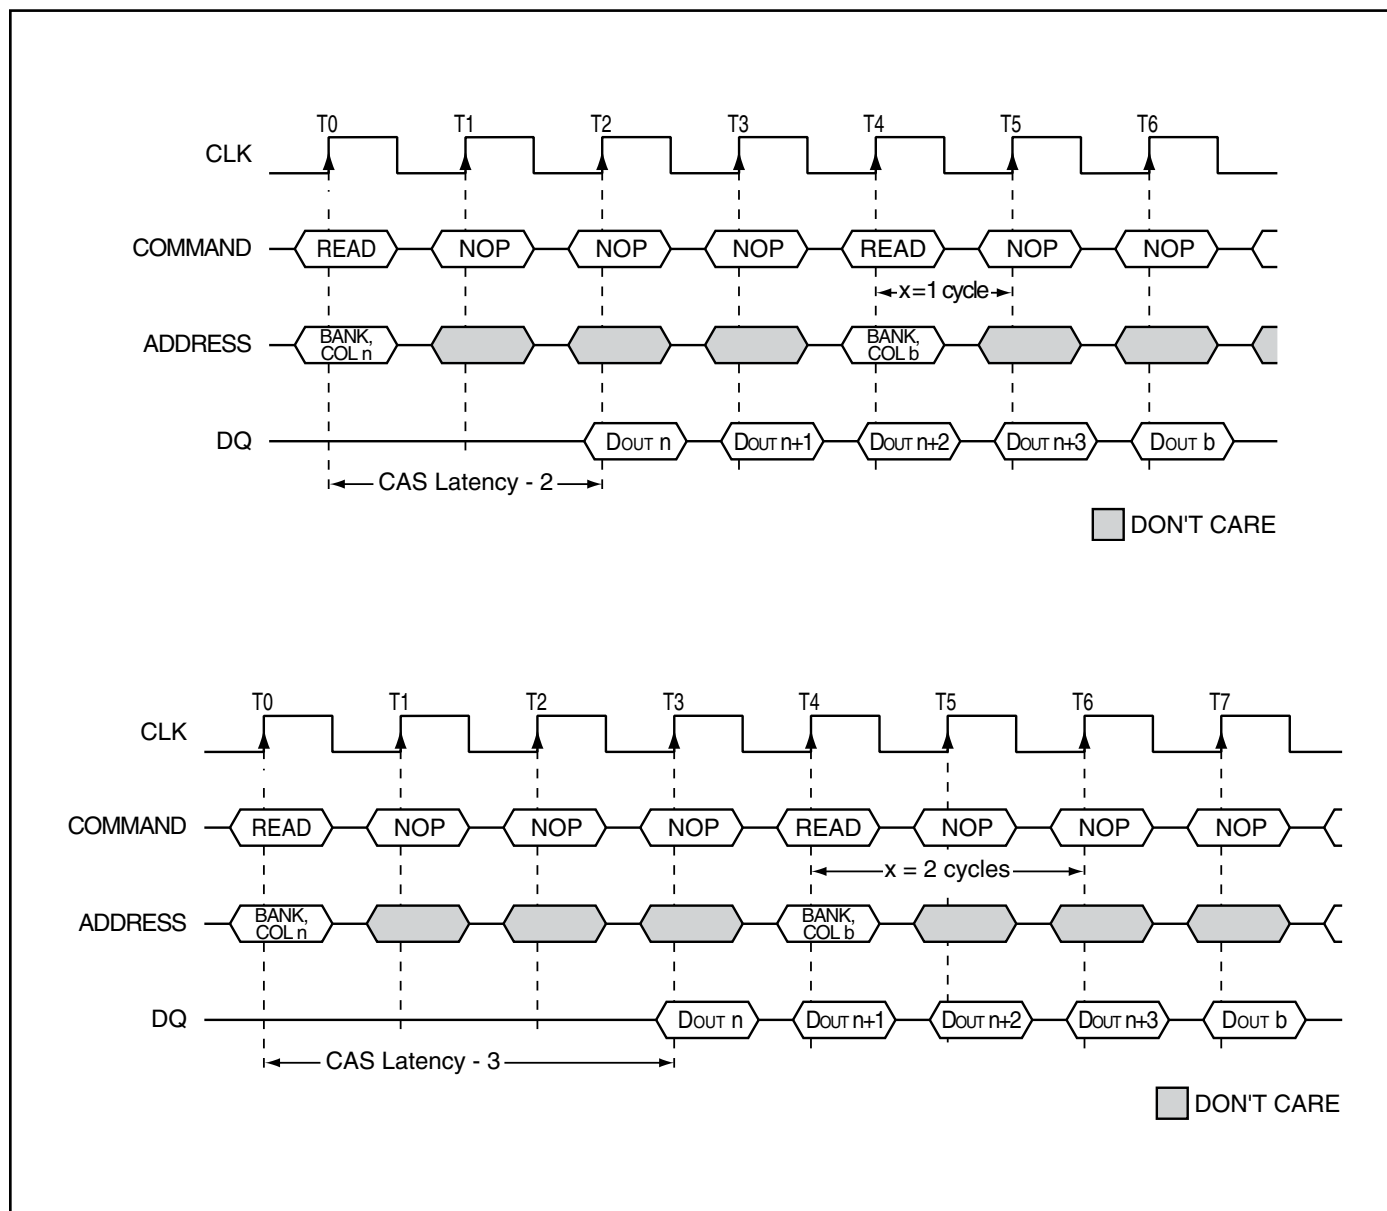 T0 T1 T2 T3 T4 T5 T6
CLK
COMMAND READ NOP NOP NOP READ NOP NOP
x=1 cycle
ADDRESS BANK, COL n BANK, COL b
DQ DOUT n DOUT n+1 DOUT n+2 DOUT n+3 DOUT b
CAS Latency - 2
DON'T CARE
T0 T1 T2 T3 T4 T5 T6 T7
CLK
COMMAND READ NOP NOP NOP READ NOP NOP NOP
x = 2 cycles
ADDRESS BANK, COL n BANK, COL b
DQ DOUT n DOUT n+1 DOUT n+2 DOUT n+3 DOUT b
CAS Latency - 3
DON'T CARE